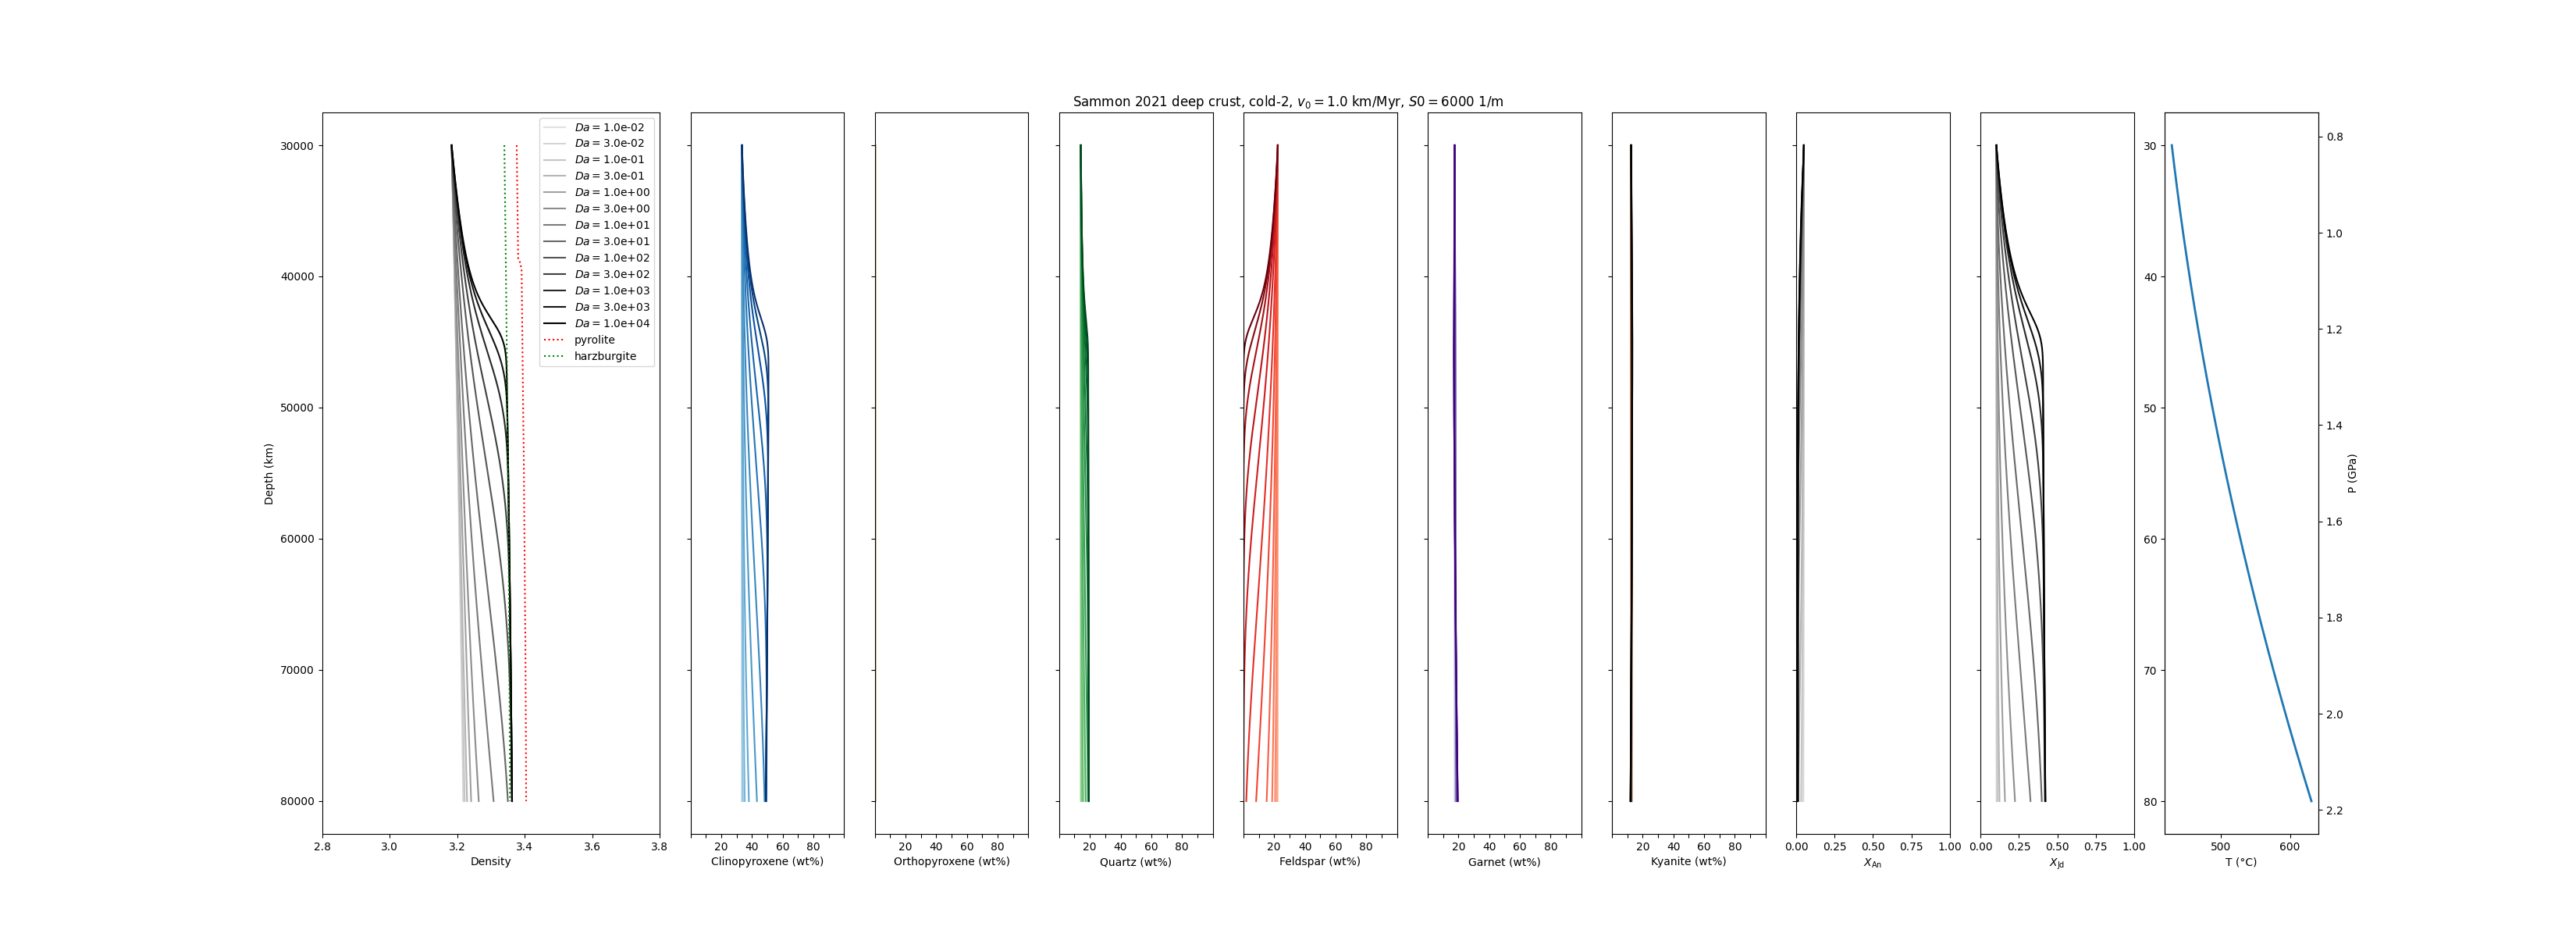 Sammon 2021 deep crust, cold-2, v₀ = 1.0 km/Myr, S0 = 6000 1/m
Da = 1.0e-02
Da = 3.0e-02
Da = 1.0e-01
Da = 3.0e-01
Da = 1.0e+00
Da = 3.0e+00
Da = 1.0e+01
Da = 3.0e+01
Da = 1.0e+02
Da = 3.0e+02
Da = 1.0e+03
Da = 3.0e+03
Da = 1.0e+04
pyrolite
harzburgite
Depth (km)
30000
40000
50000
60000
70000
80000
2.8 3.0 3.2 3.4 3.6 3.8
Density
20 40 60 80
Clinopyroxene (wt%)
20 40 60 80
Orthopyroxene (wt%)
20 40 60 80
Quartz (wt%)
20 40 60 80
Feldspar (wt%)
20 40 60 80
Garnet (wt%)
20 40 60 80
Kyanite (wt%)
0.00 0.25 0.50 0.75 1.00
X_An
0.00 0.25 0.50 0.75 1.00
X_Jd
30
40
50
60
70
80
500 600
T (°C)
0.8
1.0
1.2
1.4
1.6
1.8
2.0
2.2
P (GPa)